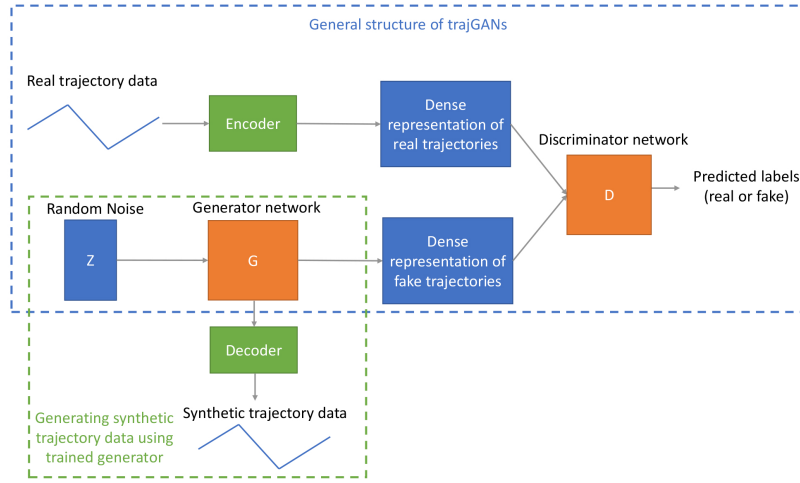 General structure of trajGANs
Real trajectory data
Encoder
Dense
representation of
real trajectories
Discriminator network
D
Predicted labels
(real or fake)
Random Noise
Z
Generator network
G
Dense
representation of
fake trajectories
Decoder
Synthetic trajectory data
Generating synthetic
trajectory data using
trained generator